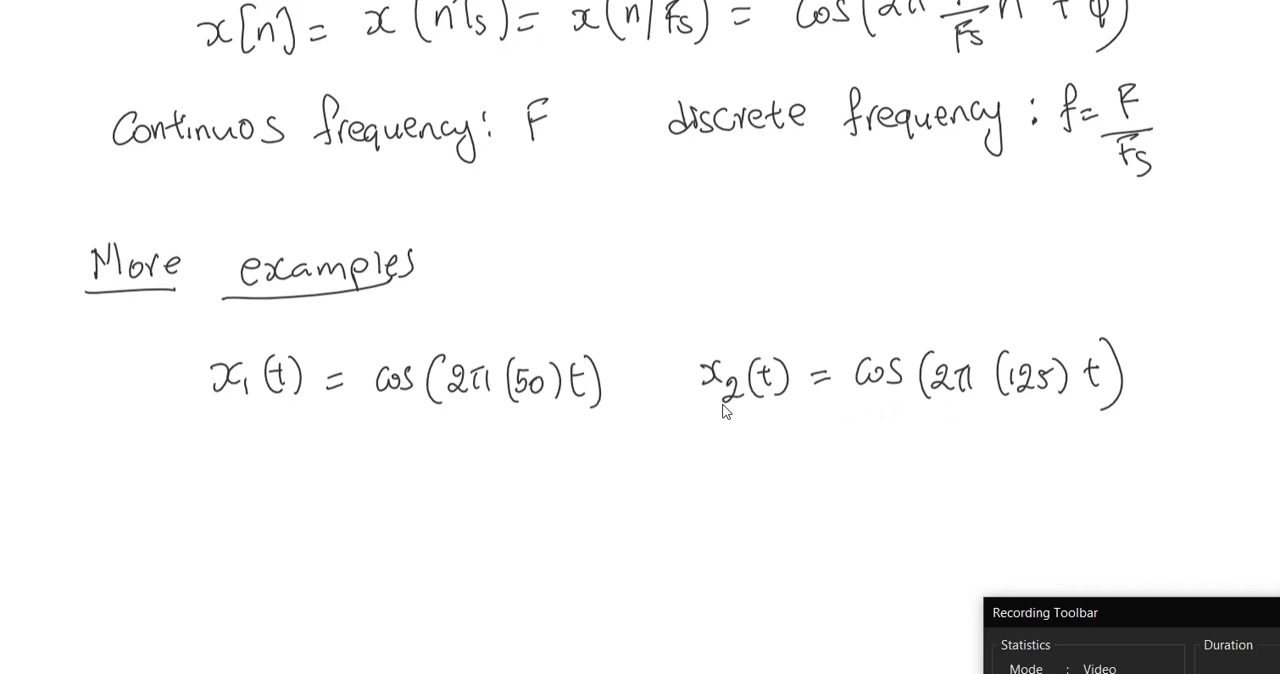 x[n] = x(nTs) = x(n/Fs) = cos(2π F/Fs n + φ)
Continuos frequency: F discrete frequency: f = F/Fs
More examples
x₁(t) = cos(2π(50)t) x₂(t) = cos(2π(125)t)
Recording Toolbar
Statistics Duration
Mode : Video